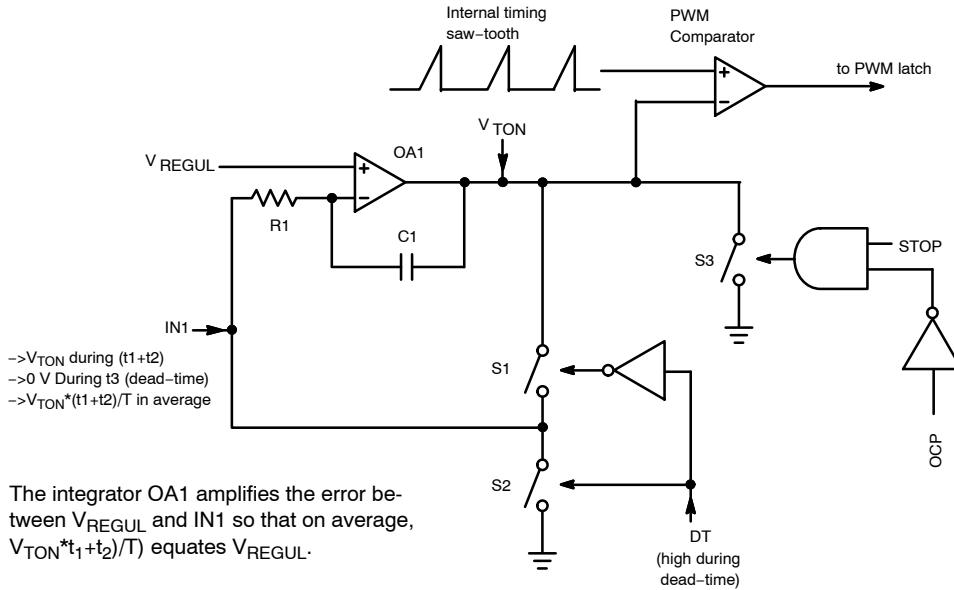 Internal timing
saw-tooth
PWM
Comparator
to PWM latch
VTON
VREGUL
OA1
+
−
+
−
R1
C1
S3
STOP
IN1
−>VTON during (t1+t2)
−>0 V During t3 (dead−time)
−>VTON*(t1+t2)/T in average
S1
S2
OCP
DT
(high during
dead−time)
The integrator OA1 amplifies the error be-
tween VREGUL and IN1 so that on average,
VTON*t1+t2)/T) equates VREGUL.